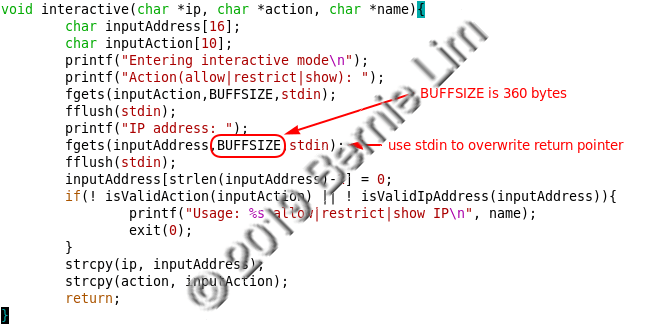 void interactive(char *ip, char *action, char *name){
char inputAddress[16];
char inputAction[10];
printf("Entering interactive mode\n");
printf("Action(allow|restrict|show): ");
fgets(inputAction,BUFFSIZE,stdin);
BUFFSIZE is 360 bytes
fflush(stdin);
printf("IP address: ");
fgets(inputAddress,BUFFSIZE,stdin);
use stdin to overwrite return pointer
fflush(stdin);
inputAddress[strlen(inputAddress)-1] = 0;
if(! isValidAction(inputAction) || ! isValidIpAddress(inputAddress)){
printf("Usage: %s allow|restrict|show IP\n", name);
exit(0);
}
strcpy(ip, inputAddress);
strcpy(action, inputAction);
return;
}
© 2019 Bernie Lim